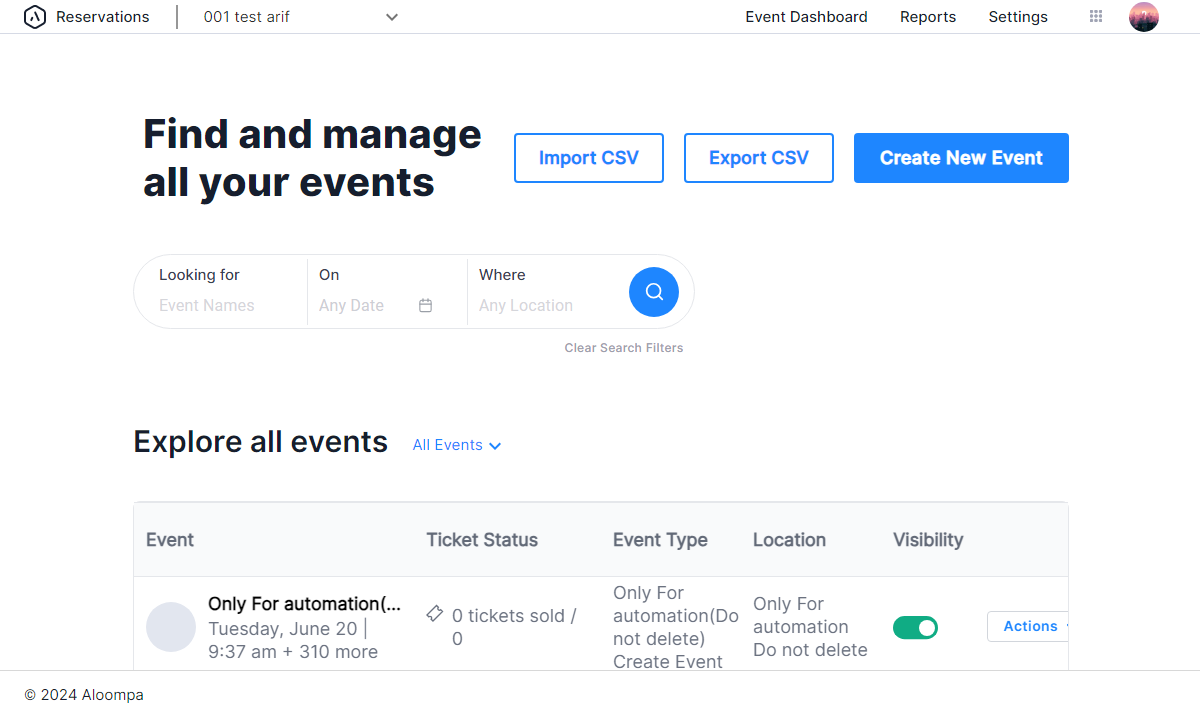 Reservations
001 test arif
Event Dashboard
Reports
Settings
Find and manage
all your events
Import CSV
Export CSV
Create New Event
Looking for
Event Names
On
Any Date
Where
Any Location
Clear Search Filters
Explore all events
All Events
Event
Ticket Status
Event Type
Location
Visibility
Only For automation(...
Tuesday, June 20 |
9:37 am + 310 more
0 tickets sold /
0
Only For
automation(Do
not delete)
Create Event
Only For
automation
Do not delete
Actions
© 2024 Aloompa